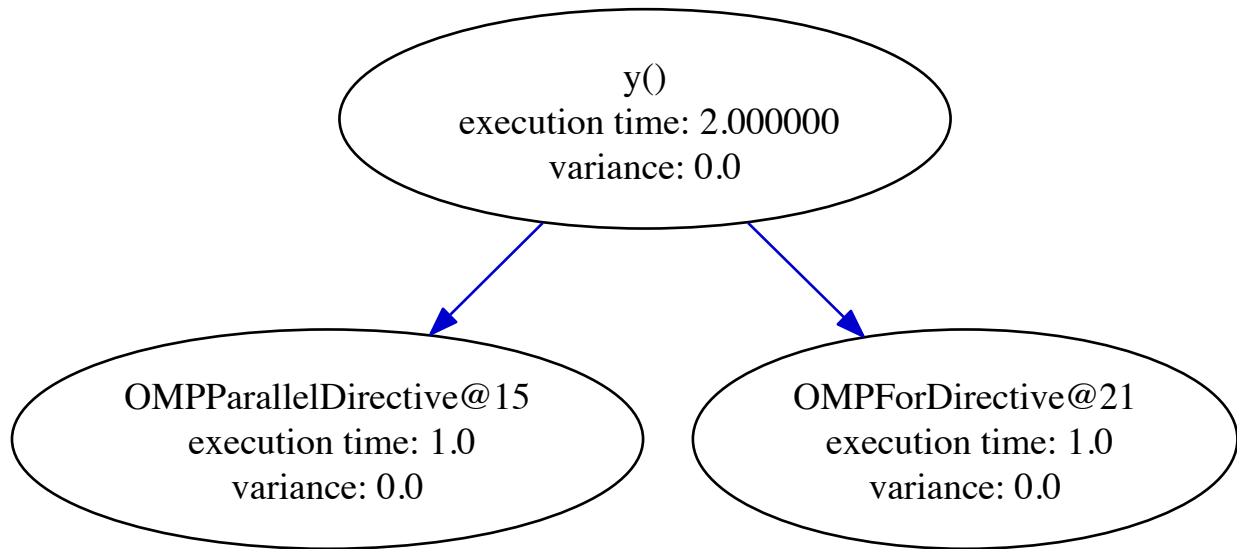 y()
execution time: 2.000000
variance: 0.0
OMPParallelDirective@15
execution time: 1.0
variance: 0.0
OMPForDirective@21
execution time: 1.0
variance: 0.0